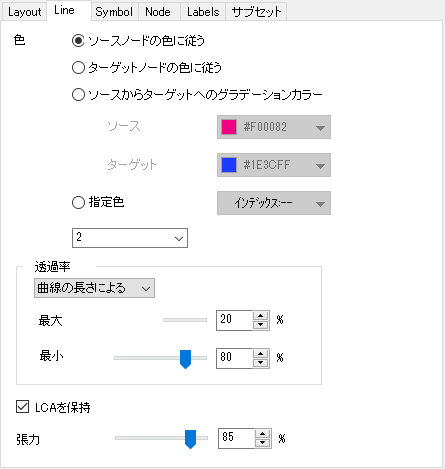 Layout Line Symbol Node Labels サブセット
色
ソースノードの色に従う
ターゲットノードの色に従う
ソースからターゲットへのグラデーションカラー
ソース #F00082
ターゲット #1E3CFF
指定色 インデックス:--
2
透過率
曲線の長さによる
最大 20 %
最小 80 %
LCAを保持
張力 85 %